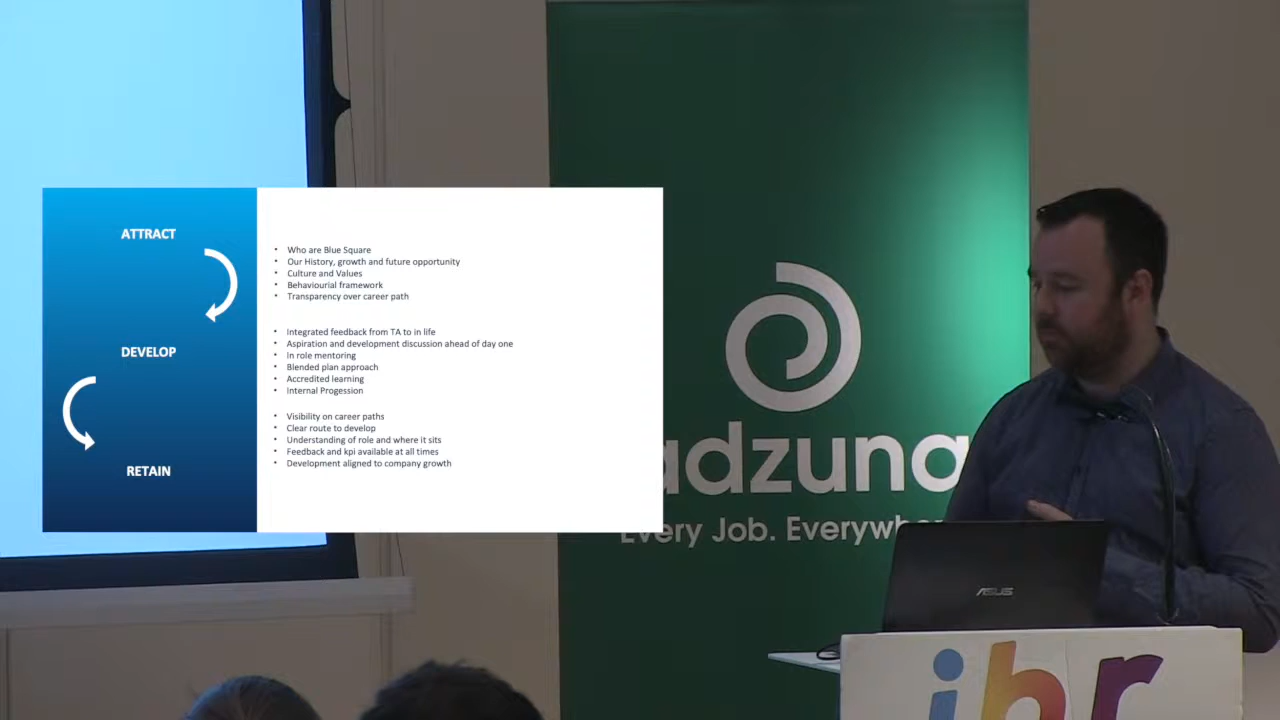 ATTRACT
• Who are Blue Square
• Our History, growth and future opportunity
• Culture and Values
• Behaviourial framework
• Transparency over career path
DEVELOP
• Integrated feedback from TA to in life
• Aspiration and development discussion ahead of day one
• In role mentoring
• Blended plan approach
• Accredited learning
• Internal Progession
RETAIN
• Visibility on career paths
• Clear route to develop
• Understanding of role and where it sits
• Feedback and kpi available at all times
• Development aligned to company growth
adzuna
Every Job. Everywhe
ASUS
ihr